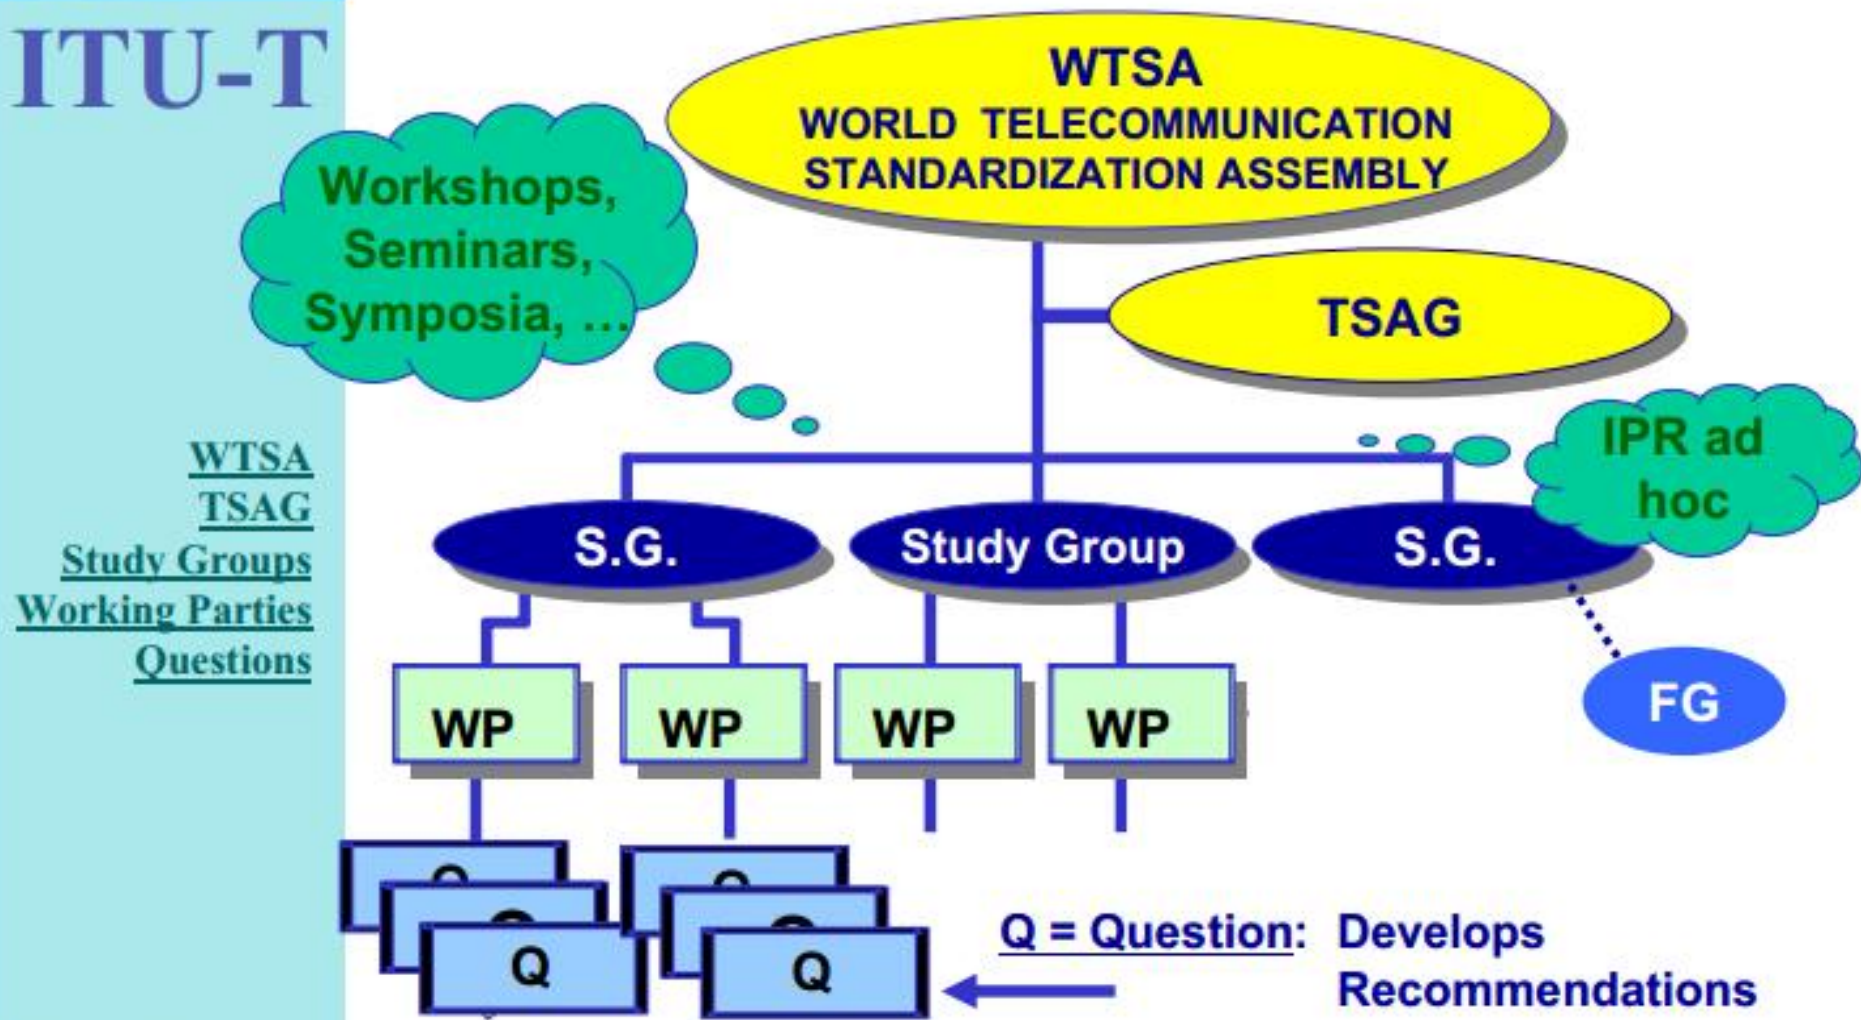 ITU-T
WTSA
WORLD TELECOMMUNICATION
STANDARDIZATION ASSEMBLY
Workshops,
Seminars,
Symposia, ...
TSAG
IPR ad
hoc
WTSA
TSAG
Study Groups
Working Parties
Questions
S.G.
Study Group
S.G.
WP
WP
WP
WP
FG
Q
Q
Q
Q
Q
Q
Q = Question: Develops
Recommendations